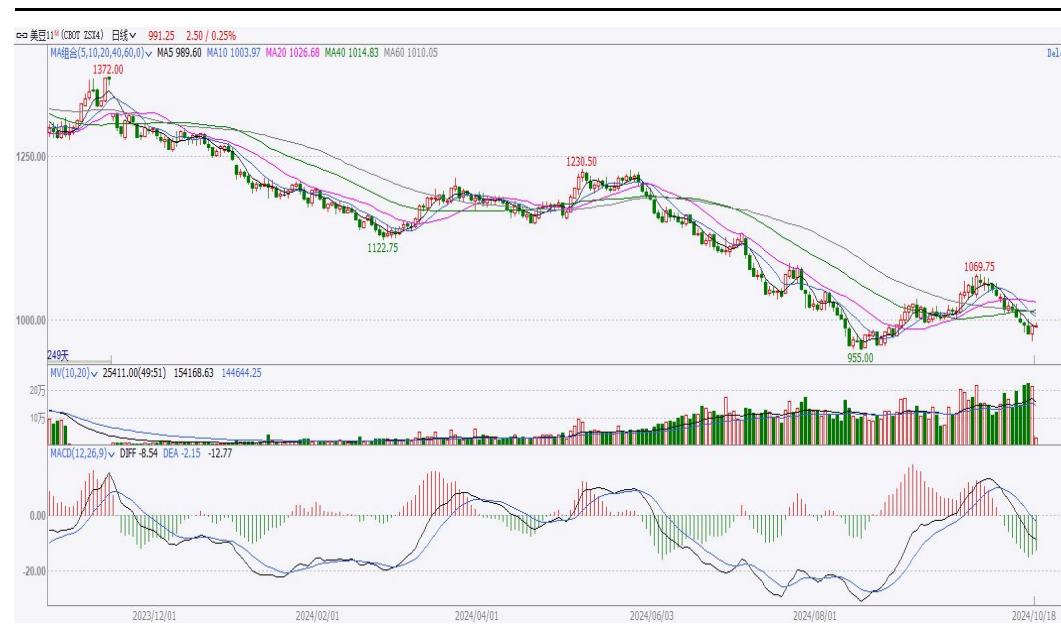 美豆11M (CBOT ZSX4) 日线 991.25 2.50 / 0.25%
MA组合(5,10,20,40,60,0) MA5 989.60 MA10 1003.97 MA20 1026.68 MA40 1014.83 MA60 1010.05 Del
1372.00
1250.00
1230.50
1122.75
1069.75
1000.00
955.00
249天
MV(10,20) 25411.00(49:51) 154168.63 144644.25
20万
10万
MACD(12,26,9) DIFF -8.54 DEA -2.15 -12.77
0.00
-20.00
2023/12/01 2024/02/01 2024/04/01 2024/06/03 2024/08/01 2024/10/18